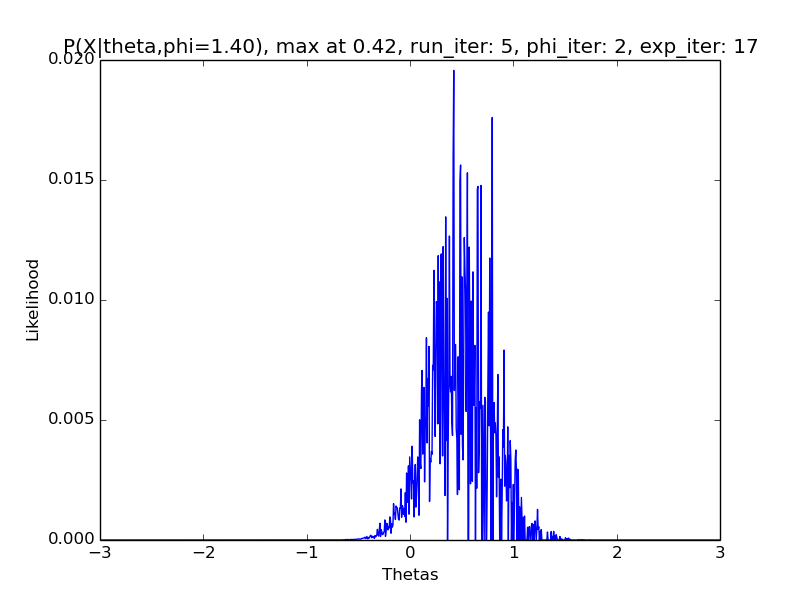 P(X|theta,phi=1.40), max at 0.42, run_iter: 5, phi_iter: 2, exp_iter: 17
0.020
0.015
0.010
0.005
0.000
Likelihood
−3 −2 −1 0 1 2 3
Thetas